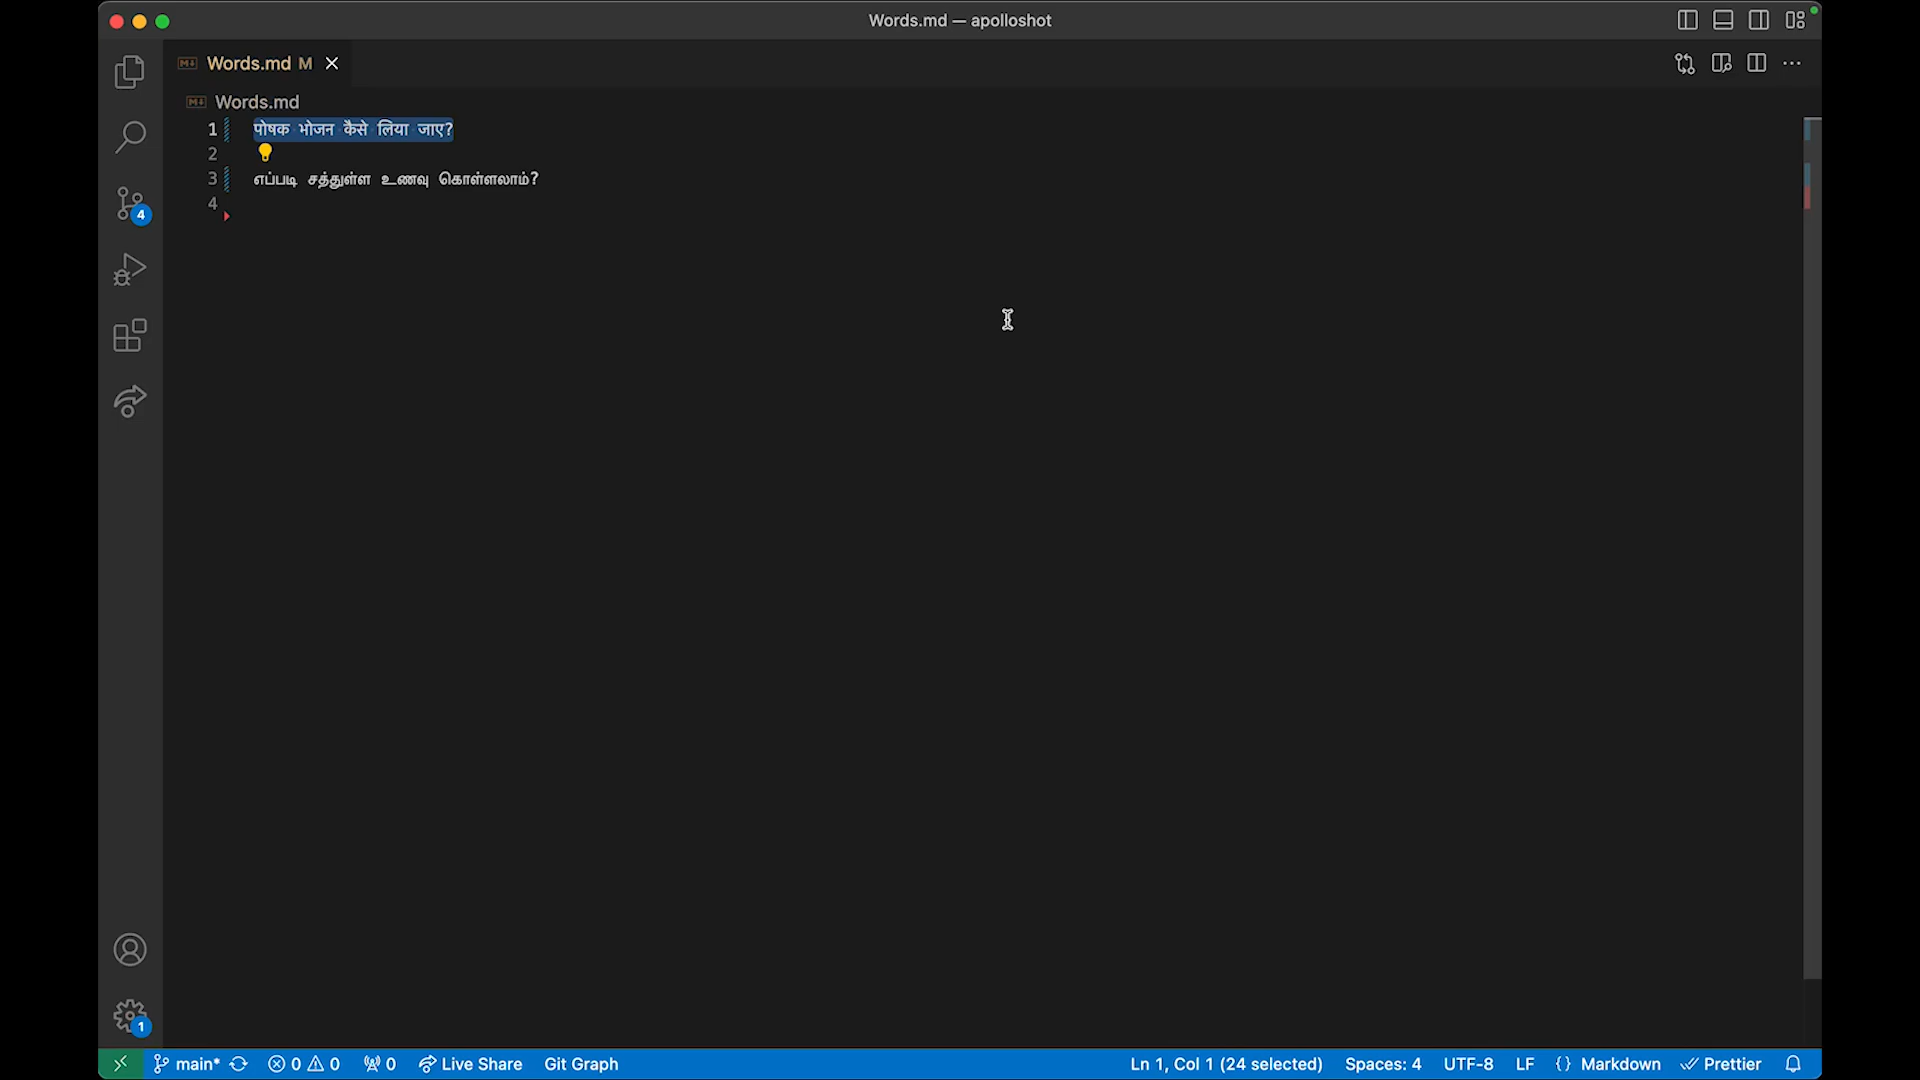 Words.md — apolloshot
Words.md M
Words.md
1 पोषक भोजन कैसे लिया जाए?
2
3 எப்படி சத்துள்ள உணவு கொள்ளலாம்?
4
4
1
main* 0 0 0 Live Share Git Graph Ln 1, Col 1 (24 selected) Spaces: 4 UTF-8 LF {} Markdown Prettier